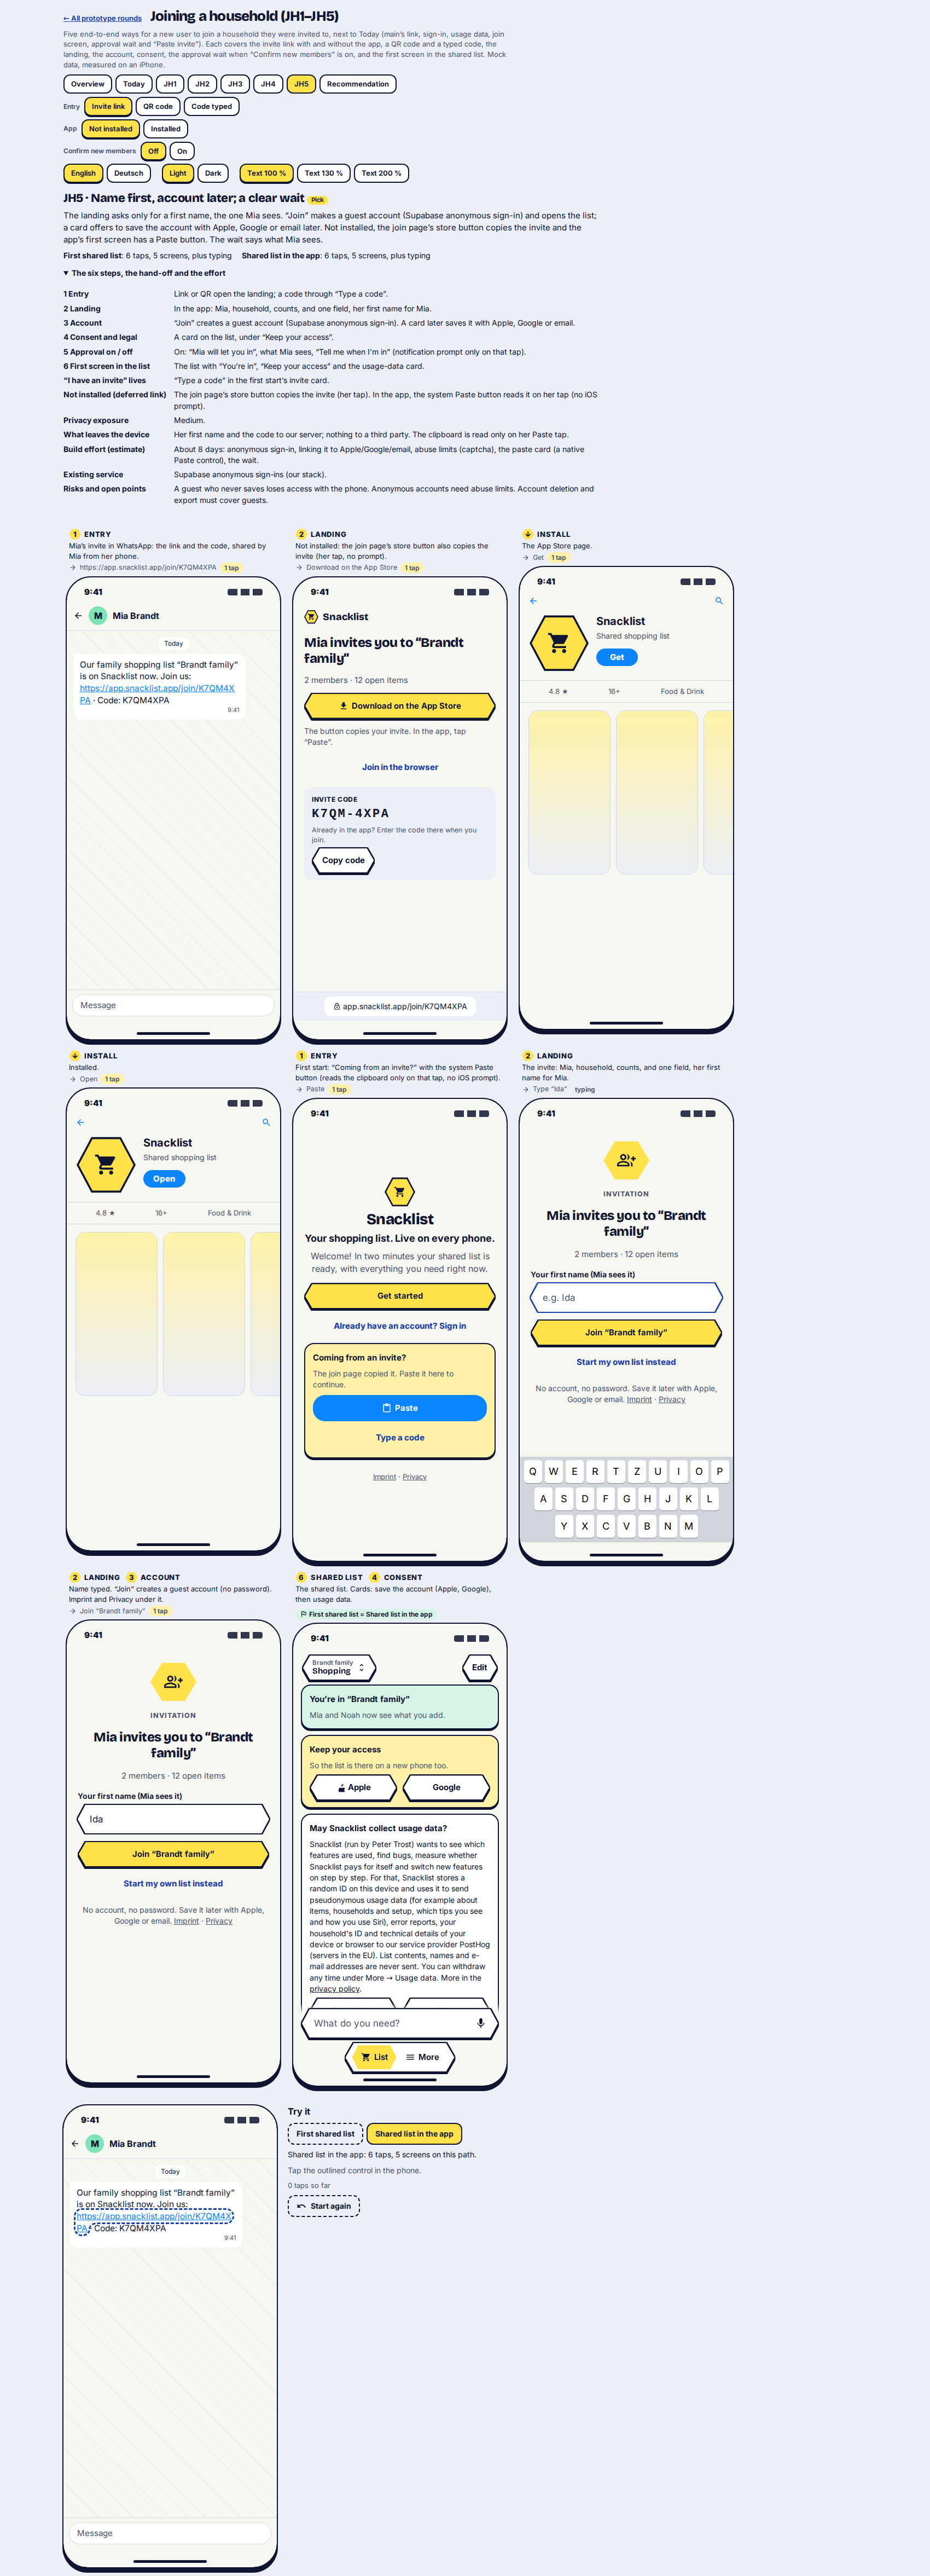 ← All prototype rounds
Joining a household (JH1–JH5)
Five end-to-end ways for a new user to join a household they were invited to, next to Today (main’s link, sign-in, usage data, join
screen, approval wait and “Paste invite”). Each covers the invite link with and without the app, a QR code and a typed code, the
landing, the account, consent, the approval wait when “Confirm new members” is on, and the first screen in the shared list. Mock
data, measured on an iPhone.
Overview Today JH1 JH2 JH3 JH4 JH5 Recommendation
Entry Invite link QR code Code typed
App Not installed Installed
Confirm new members Off On
English Deutsch Light Dark Text 100 % Text 130 % Text 200 %
JH5 · Name first, account later; a clear wait Pick
The landing asks only for a first name, the one Mia sees. “Join” makes a guest account (Supabase anonymous sign-in) and opens the list;
a card offers to save the account with Apple, Google or email later. Not installed, the join page’s store button copies the invite and the
app’s first screen has a Paste button. The wait says what Mia sees.
First shared list: 6 taps, 5 screens, plus typing Shared list in the app: 6 taps, 5 screens, plus typing
▼ The six steps, the hand-off and the effort
1 Entry Link or QR open the landing; a code through “Type a code”.
2 Landing In the app: Mia, household, counts, and one field, her first name for Mia.
3 Account “Join” creates a guest account (Supabase anonymous sign-in). A card later saves it with Apple, Google or email.
4 Consent and legal A card on the list, under “Keep your access”.
5 Approval on / off On: “Mia will let you in”, what Mia sees, “Tell me when I’m in” (notification prompt only on that tap).
6 First screen in the list The list with “You’re in”, “Keep your access” and the usage-data card.
“I have an invite” lives “Type a code” in the first start’s invite card.
Not installed (deferred link) The join page’s store button copies the invite (her tap). In the app, the system Paste button reads it on her tap (no iOS
prompt).
Privacy exposure Medium.
What leaves the device Her first name and the code to our server; nothing to a third party. The clipboard is read only on her Paste tap.
Build effort (estimate) About 8 days: anonymous sign-in, linking it to Apple/Google/email, abuse limits (captcha), the paste card (a native
Paste control), the wait.
Existing service Supabase anonymous sign-ins (our stack).
Risks and open points A guest who never saves loses access with the phone. Anonymous accounts need abuse limits. Account deletion and
export must cover guests.
1 ENTRY
Mia’s invite in WhatsApp: the link and the code, shared by
Mia from her phone.
→ https://app.snacklist.app/join/K7QM4XPA 1 tap
9:41
← M Mia Brandt
Today
Our family shopping list “Brandt family”
is on Snacklist now. Join us:
https://app.snacklist.app/join/K7QM4X
PA · Code: K7QM4XPA
9:41
Message
2 LANDING
Not installed: the join page’s store button also copies the
invite (her tap, no prompt).
→ Download on the App Store 1 tap
9:41
Snacklist
Mia invites you to “Brandt
family”
2 members · 12 open items
Download on the App Store
The button copies your invite. In the app, tap
“Paste”.
Join in the browser
INVITE CODE
K7QM-4XPA
Already in the app? Enter the code there when you
join.
Copy code
app.snacklist.app/join/K7QM4XPA
INSTALL
The App Store page.
→ Get 1 tap
9:41
Snacklist
Shared shopping list
Get
4.8 ★ 16+ Food & Drink
INSTALL
Installed.
→ Open 1 tap
9:41
Snacklist
Shared shopping list
Open
4.8 ★ 16+ Food & Drink
1 ENTRY
First start: “Coming from an invite?” with the system Paste
button (reads the clipboard only on that tap, no iOS prompt).
→ Paste 1 tap
9:41
Snacklist
Your shopping list. Live on every phone.
Welcome! In two minutes your shared list is
ready, with everything you need right now.
Get started
Already have an account? Sign in
Coming from an invite?
The join page copied it. Paste it here to
continue.
Paste
Type a code
Imprint · Privacy
2 LANDING
The invite: Mia, household, counts, and one field, her first
name for Mia.
→ Type “Ida” typing
9:41
INVITATION
Mia invites you to “Brandt
family”
2 members · 12 open items
Your first name (Mia sees it)
e.g. Ida
Join “Brandt family”
Start my own list instead
No account, no password. Save it later with Apple,
Google or email. Imprint · Privacy
Q W E R T Z U I O P
A S D F G H J K L
Y X C V B N M
2 LANDING 3 ACCOUNT
Name typed. “Join” creates a guest account (no password).
Imprint and Privacy under it.
→ Join “Brandt family” 1 tap
9:41
INVITATION
Mia invites you to “Brandt
family”
2 members · 12 open items
Your first name (Mia sees it)
Ida
Join “Brandt family”
Start my own list instead
No account, no password. Save it later with Apple,
Google or email. Imprint · Privacy
6 SHARED LIST 4 CONSENT
The shared list. Cards: save the account (Apple, Google),
then usage data.
First shared list = Shared list in the app
9:41
Brandt family
Shopping
Edit
You’re in “Brandt family”
Mia and Noah now see what you add.
Keep your access
So the list is there on a new phone too.
Apple Google
May Snacklist collect usage data?
Snacklist (run by Peter Trost) wants to see which
features are used, find bugs, measure whether
Snacklist pays for itself and switch new features
on step by step. For that, Snacklist stores a
random ID on this device and uses it to send
pseudonymous usage data (for example about
items, households and setup, which tips you see
and how you use Siri), error reports, your
household’s ID and technical details of your
device or browser to our service provider PostHog
(servers in the EU). List contents, names and e-
mail addresses are never sent. You can withdraw
any time under More → Usage data. More in the
privacy policy.
What do you need?
List More
9:41
← M Mia Brandt
Today
Our family shopping list “Brandt family”
is on Snacklist now. Join us:
https://app.snacklist.app/join/K7QM4X
PA · Code: K7QM4XPA
9:41
Message
Try it
First shared list Shared list in the app
Shared list in the app: 6 taps, 5 screens on this path.
Tap the outlined control in the phone.
0 taps so far
Start again